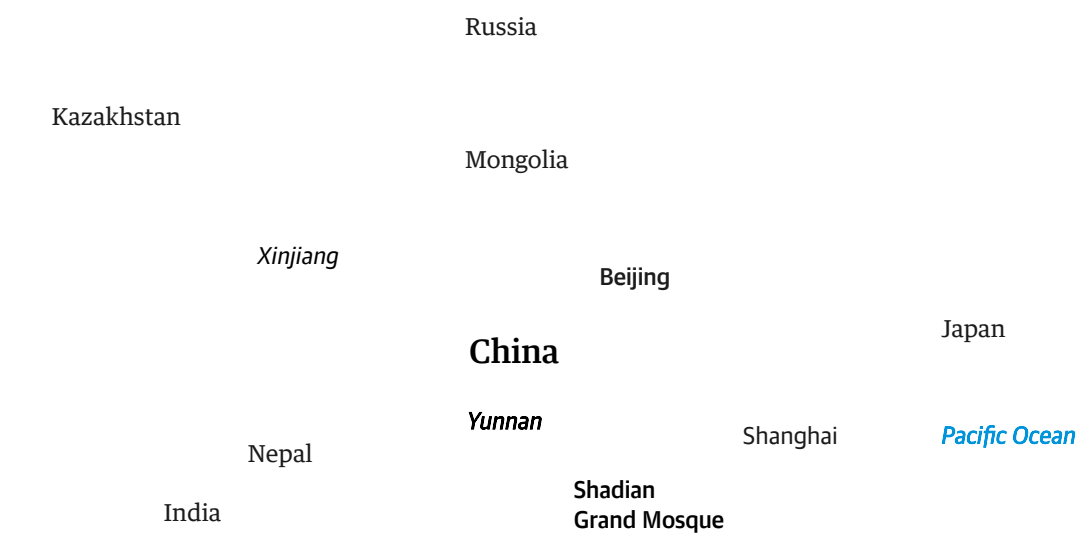 Russia
Kazakhstan
Mongolia
Xinjiang
Beijing
Japan
China
Yunnan
Shanghai
Pacific Ocean
Nepal
Shadian
Grand Mosque
India